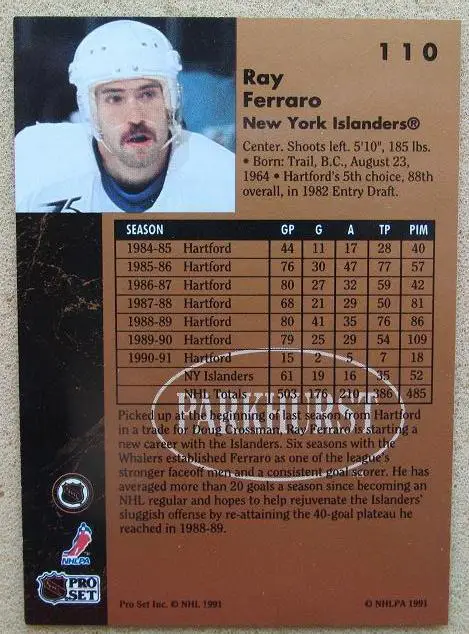 110
Ray
Ferraro
New York Islanders®
Center. Shoots left. 5'10", 185 lbs.
• Born: Trail, B.C., August 23,
1964 • Hartford's 5th choice, 88th
overall, in 1982 Entry Draft.
75
SEASON GP G A TP PIM
1984-85 Hartford 44 11 17 28 40
1985-86 Hartford 76 30 47 77 57
1986-87 Hartford 80 27 32 59 42
1987-88 Hartford 68 21 29 50 81
1988-89 Hartford 80 41 35 76 86
1989-90 Hartford 79 25 29 54 109
1990-91 Hartford 15 2 5 7 18
NY Islanders 61 19 16 35 52
NHL Totals 503 176 210 386 485
PARKHURST
Picked up at the beginning of last season from Hartford
in a trade for Doug Crossman, Ray Ferraro is starting a
new career with the Islanders. Six seasons with the
Whalers established Ferraro as one of the league's
stronger faceoff men and a consistent goal scorer. He has
averaged more than 20 goals a season since becoming an
NHL regular and hopes to help rejuvenate the Islanders'
sluggish offense by re-attaining the 40-goal plateau he
reached in 1988-89.
NHL
NHLPA
NHL PRO
SET
Pro Set Inc. © NHL 1991 © NHLPA 1991